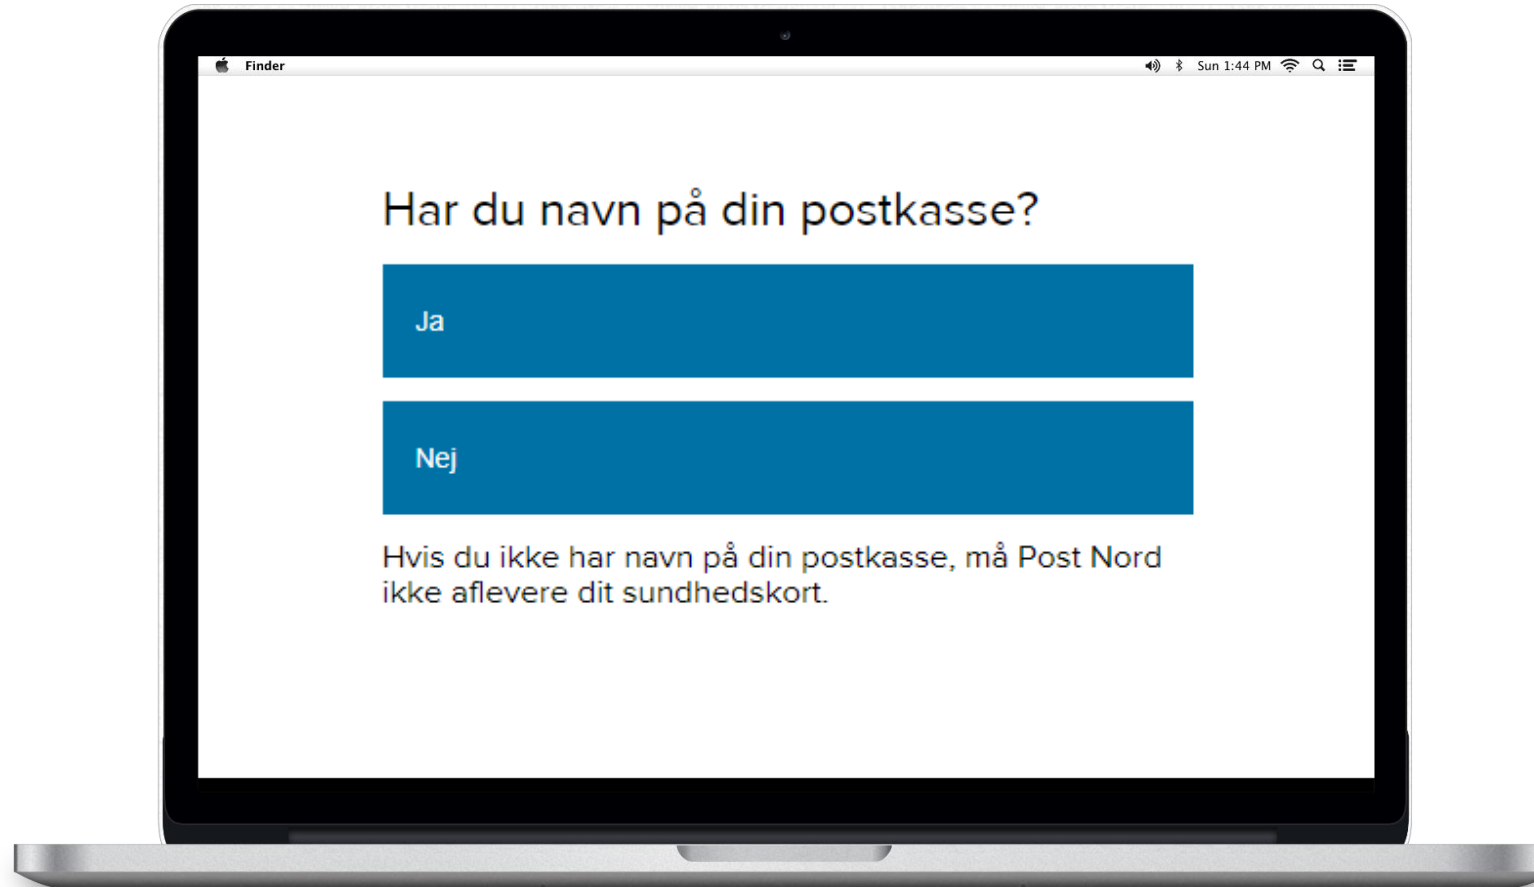 Finder
Sun 1:44 PM
Har du navn på din postkasse?
Ja
Nej
Hvis du ikke har navn på din postkasse, må Post Nord
ikke aflevere dit sundhedskort.